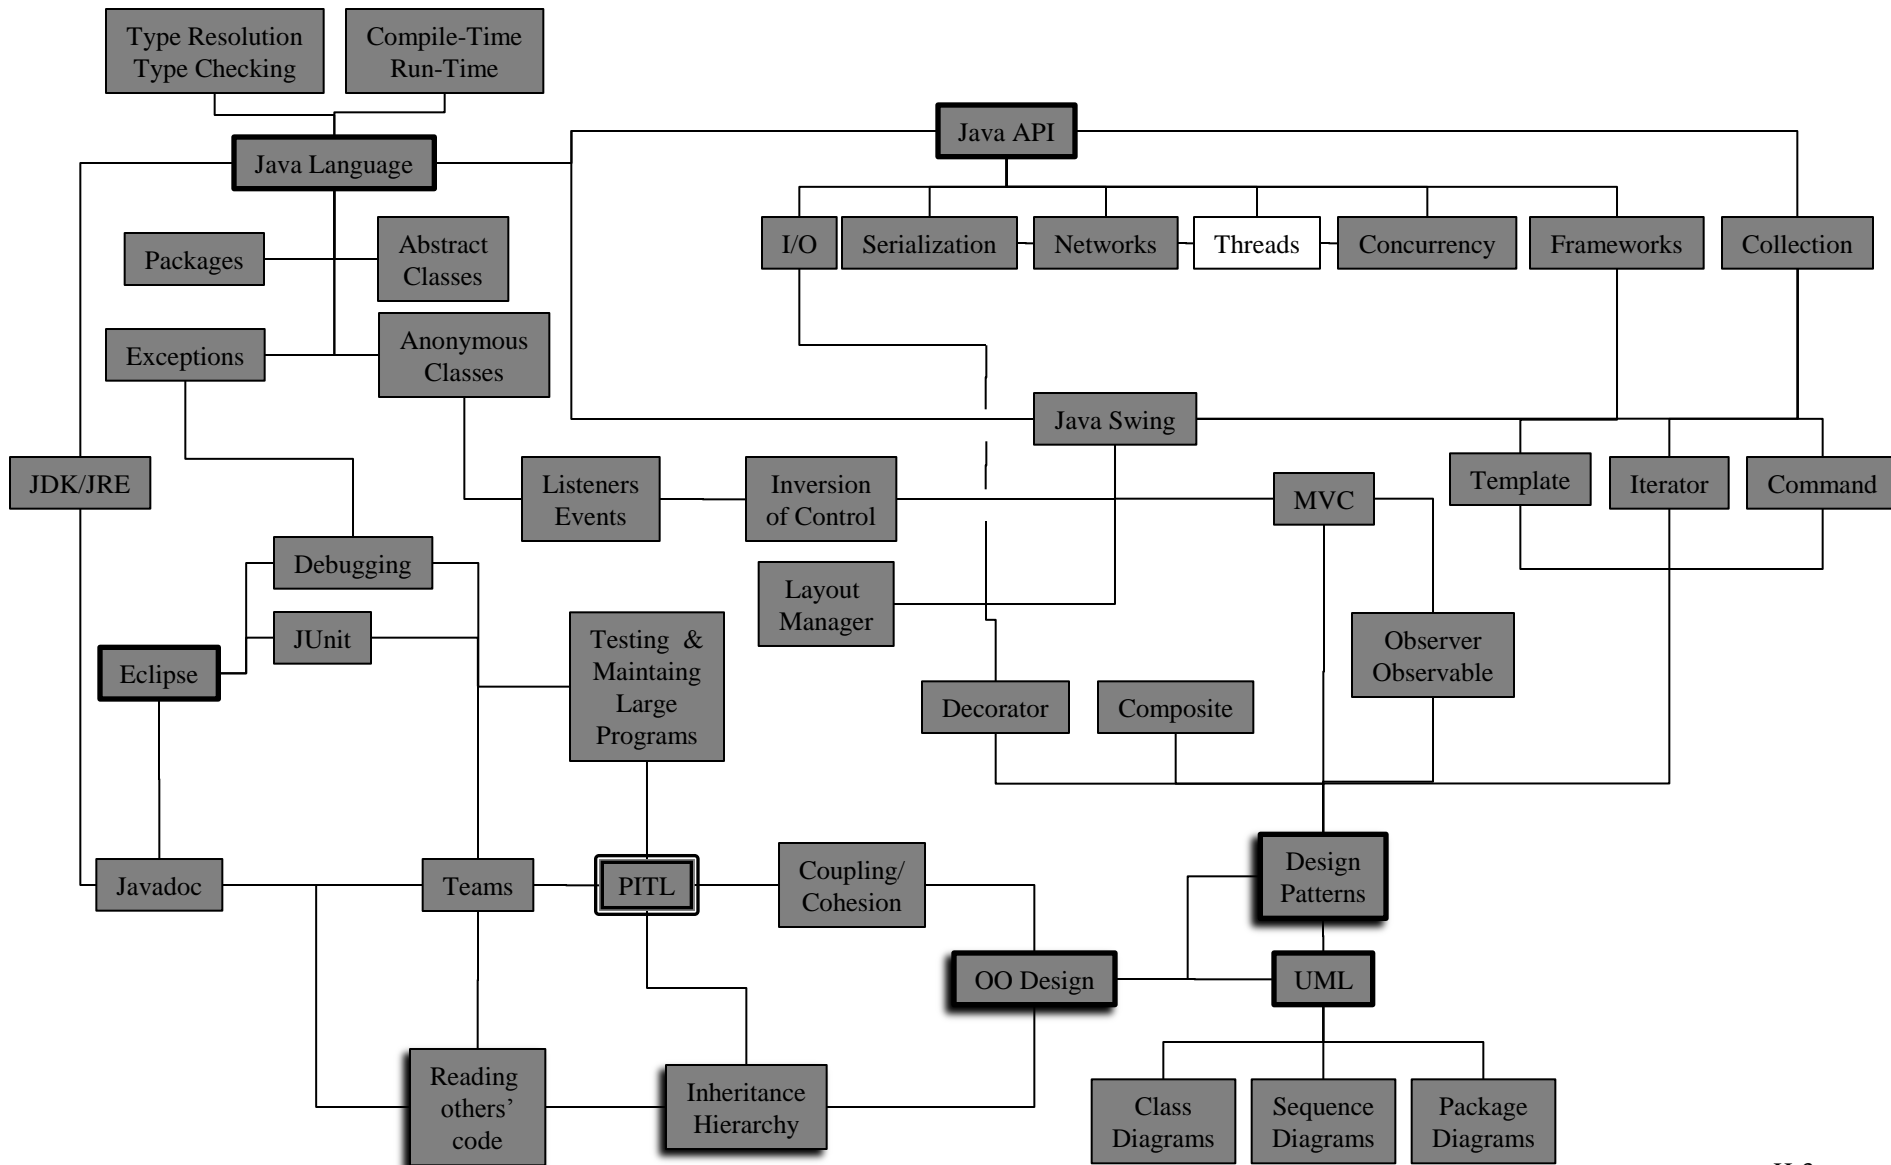 Type Resolution
Type Checking
Compile-Time
Run-Time
Java API
Java Language
I/O
Serialization
Networks
Threads
Concurrency
Frameworks
Collection
Packages
Abstract
Classes
Exceptions
Anonymous
Classes
Java Swing
JDK/JRE
Listeners
Events
Inversion
of Control
MVC
Template
Iterator
Command
Debugging
Layout
Manager
JUnit
Testing &
Maintaing
Large
Programs
Observer
Observable
Eclipse
Decorator
Composite
Javadoc
Teams
PITL
Coupling/
Cohesion
Design
Patterns
OO Design
UML
Reading
others’
code
Inheritance
Hierarchy
Class
Diagrams
Sequence
Diagrams
Package
Diagrams